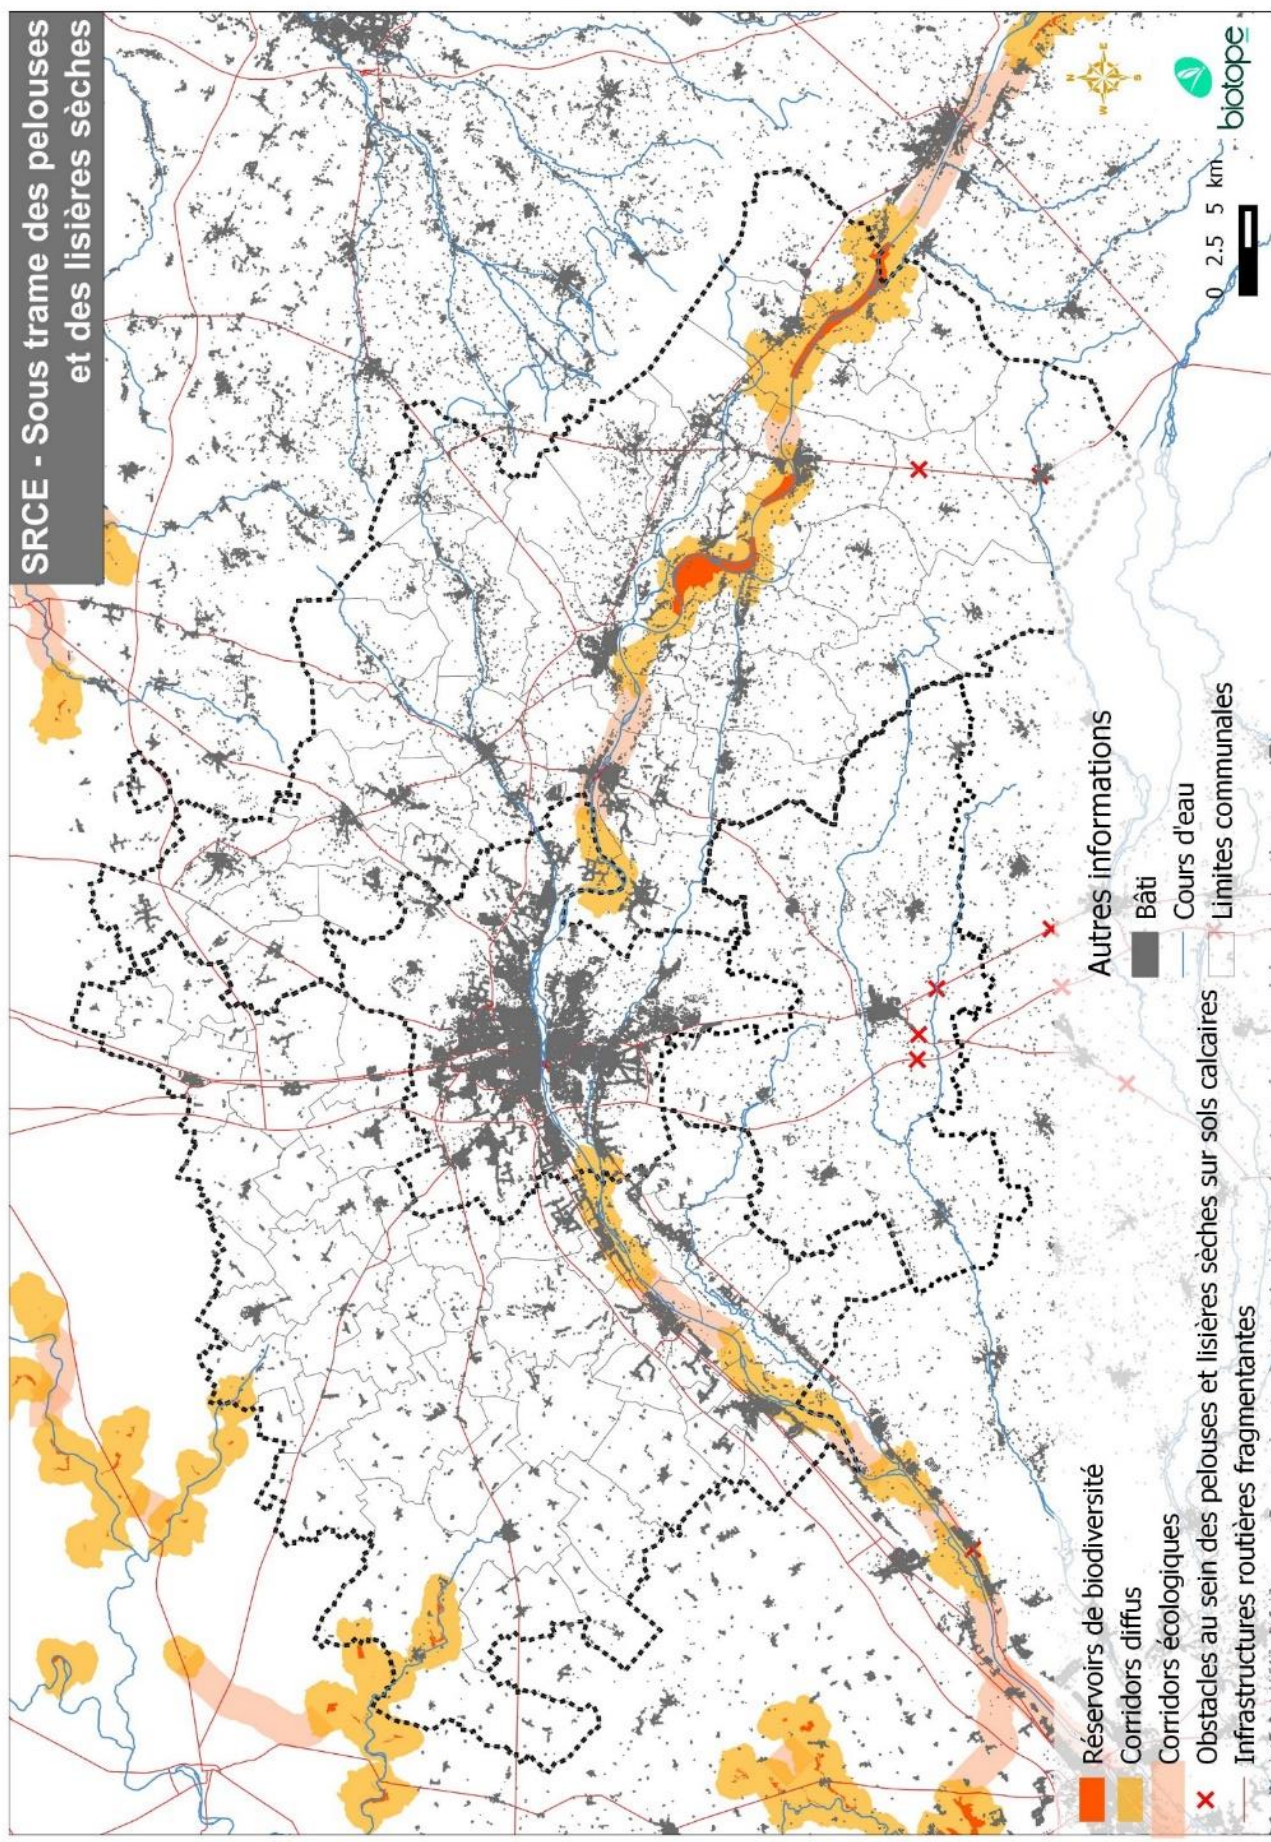 SRCE - Sous trame des pelouses
et des lisières sèches
Réservoirs de biodiversité
Corridors diffus
Corridors écologiques
Obstacles au sein des pelouses et lisières sèches sur sols calcaires
Infrastructures routières fragmentantes
Autres informations
Bâti
Cours d'eau
Limites communales
N
E
S
W
0 2.5 5 km
biotope